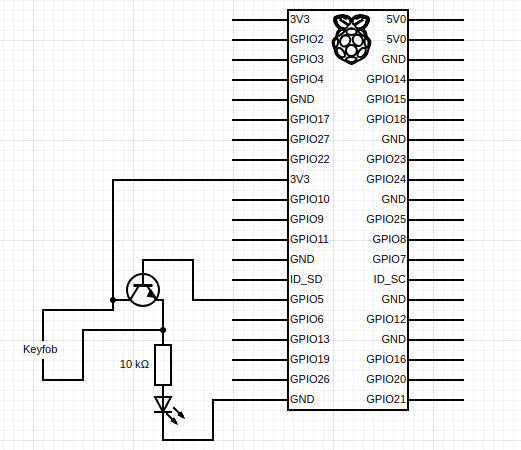 3V3 5V0
GPIO2 5V0
GPIO3 GND
GPIO4 GPIO14
GND GPIO15
GPIO17 GPIO18
GPIO27 GND
GPIO22 GPIO23
3V3 GPIO24
GPIO10 GND
GPIO9 GPIO25
GPIO11 GPIO8
GND GPIO7
ID_SD ID_SC
GPIO5 GND
GPIO6 GPIO12
GPIO13 GND
GPIO19 GPIO16
GPIO26 GPIO20
GND GPIO21
Keyfob
10 kΩ